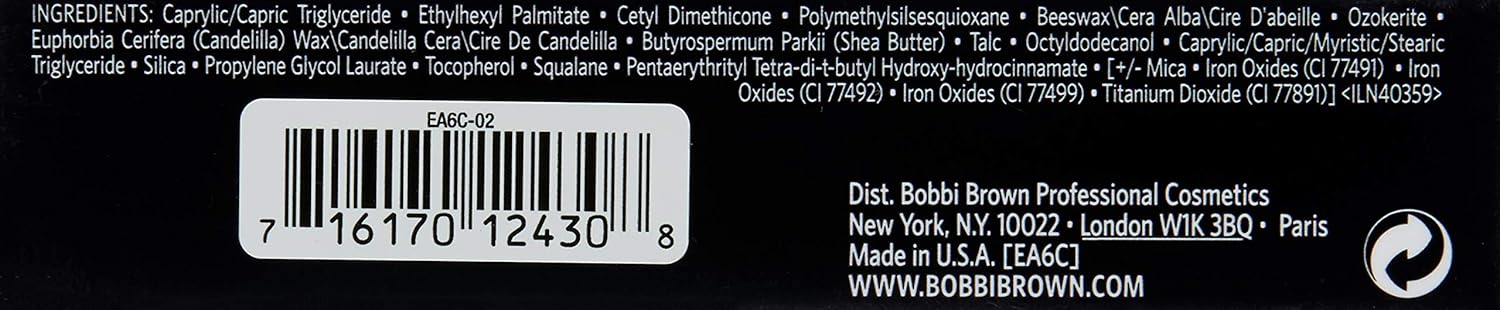 INGREDIENTS: Caprylic/Capric Triglyceride • Ethylhexyl Palmitate • Cetyl Dimethicone • Polymethylsilsesquioxane • Beeswax\Cera Alba\Cire D'abeille • Ozokerite •
Euphorbia Cerifera (Candelilla) Wax\Candelilla Cera\Cire De Candelilla • Butyrospermum Parkii (Shea Butter) • Talc • Octyldodecanol • Caprylic/Capric/Myristic/Stearic
Triglyceride • Silica • Propylene Glycol Laurate • Tocopherol • Squalane • Pentaerythrityl Tetra-di-t-butyl Hydroxy-hydrocinnamate • [+/- Mica • Iron Oxides (CI 77491) • Iron
Oxides (CI 77492) • Iron Oxides (CI 77499) • Titanium Dioxide (CI 77891)] <ILN40359>
EA6C-02
7 16170 12430 8
Dist. Bobbi Brown Professional Cosmetics
New York, N.Y. 10022 • London W1K 3BQ • Paris
Made in U.S.A. [EA6C]
WWW.BOBBIBROWN.COM